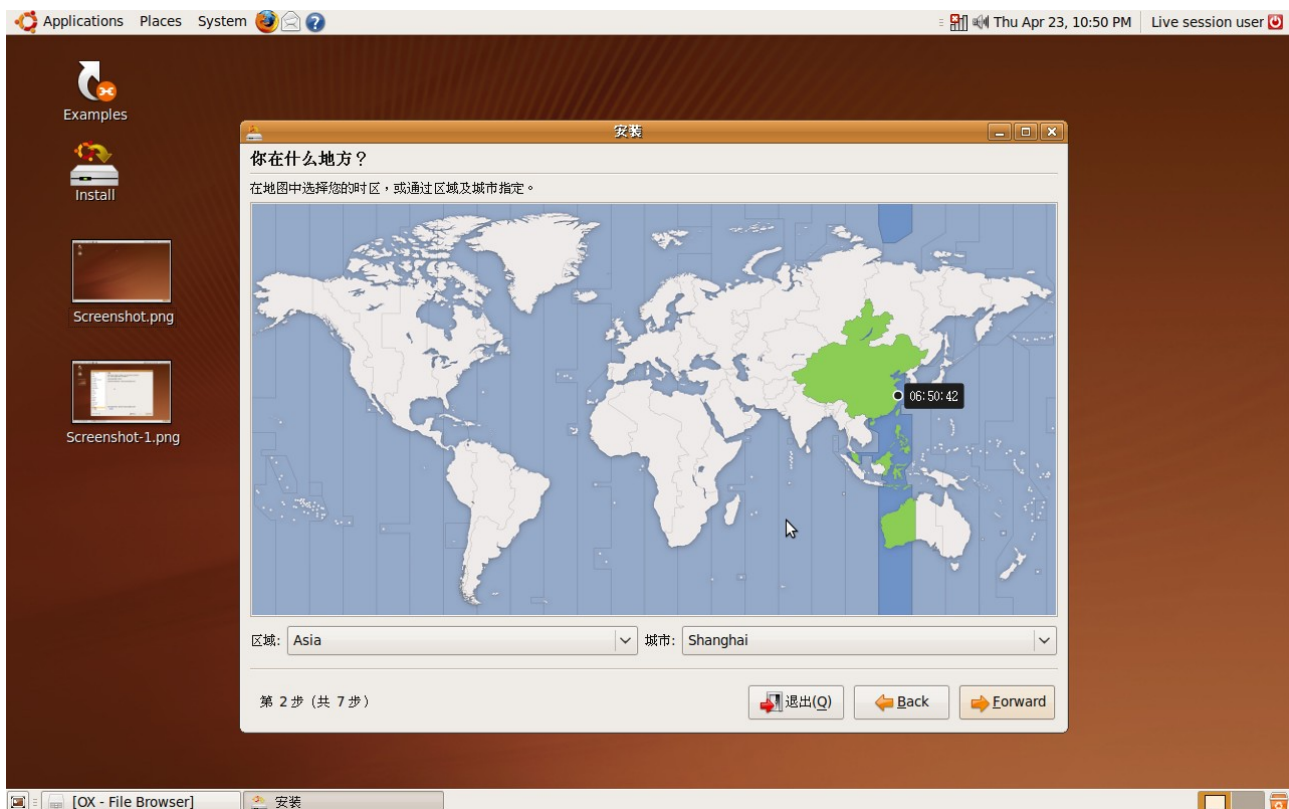 Applications Places System
Thu Apr 23, 10:50 PM Live session user
Examples
Install
Screenshot.png
Screenshot-1.png
安装
你在什么地方？
在地图中选择您的时区，或通过区域及城市指定。
06:50:42
区域: Asia 城市: Shanghai
第 2 步 (共 7 步)
退出(Q) Back Forward
[OX - File Browser] 安装